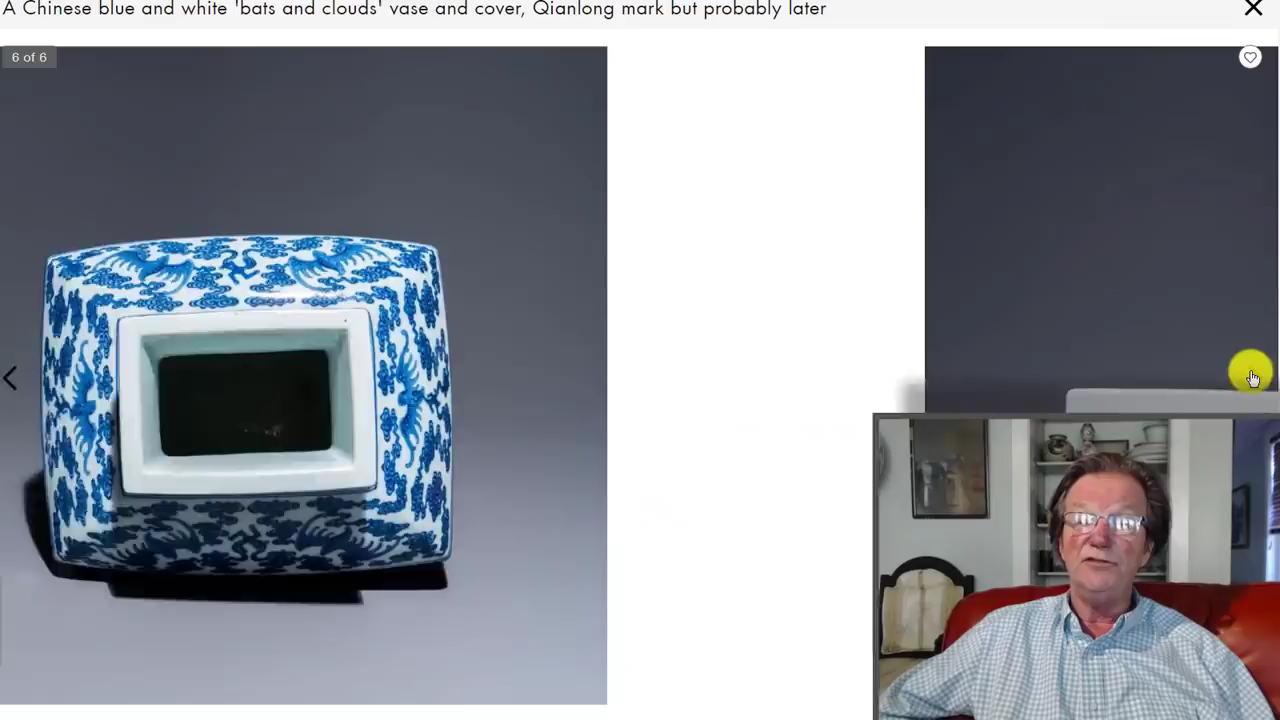 A Chinese blue and white 'bats and clouds' vase and cover, Qianlong mark but probably later
6 of 6